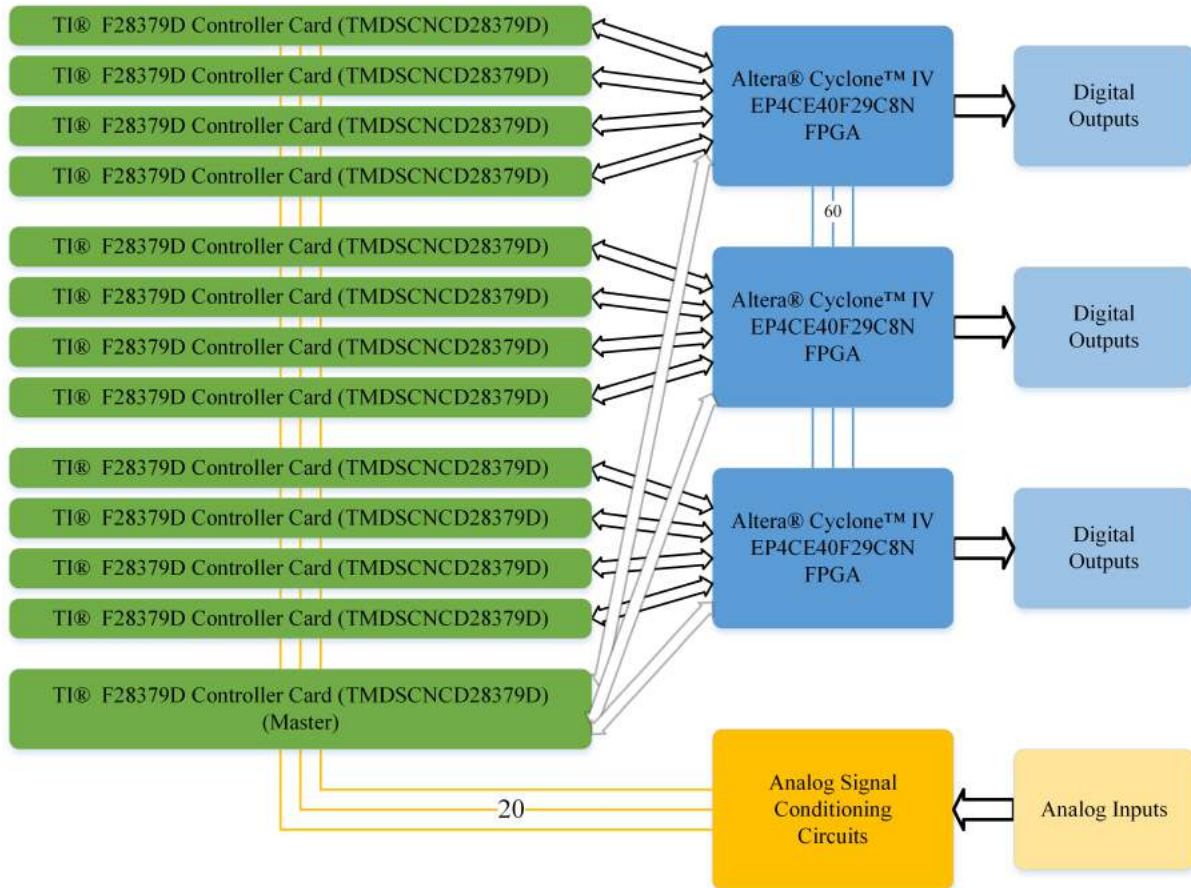 TI® F28379D Controller Card (TMDSCNCD28379D)
TI® F28379D Controller Card (TMDSCNCD28379D)
TI® F28379D Controller Card (TMDSCNCD28379D)
TI® F28379D Controller Card (TMDSCNCD28379D)
Altera® Cyclone™ IV
EP4CE40F29C8N
FPGA
Digital
Outputs
60
TI® F28379D Controller Card (TMDSCNCD28379D)
TI® F28379D Controller Card (TMDSCNCD28379D)
TI® F28379D Controller Card (TMDSCNCD28379D)
TI® F28379D Controller Card (TMDSCNCD28379D)
Altera® Cyclone™ IV
EP4CE40F29C8N
FPGA
Digital
Outputs
TI® F28379D Controller Card (TMDSCNCD28379D)
TI® F28379D Controller Card (TMDSCNCD28379D)
TI® F28379D Controller Card (TMDSCNCD28379D)
TI® F28379D Controller Card (TMDSCNCD28379D)
Altera® Cyclone™ IV
EP4CE40F29C8N
FPGA
Digital
Outputs
TI® F28379D Controller Card (TMDSCNCD28379D)
(Master)
20
Analog Signal
Conditioning
Circuits
Analog Inputs